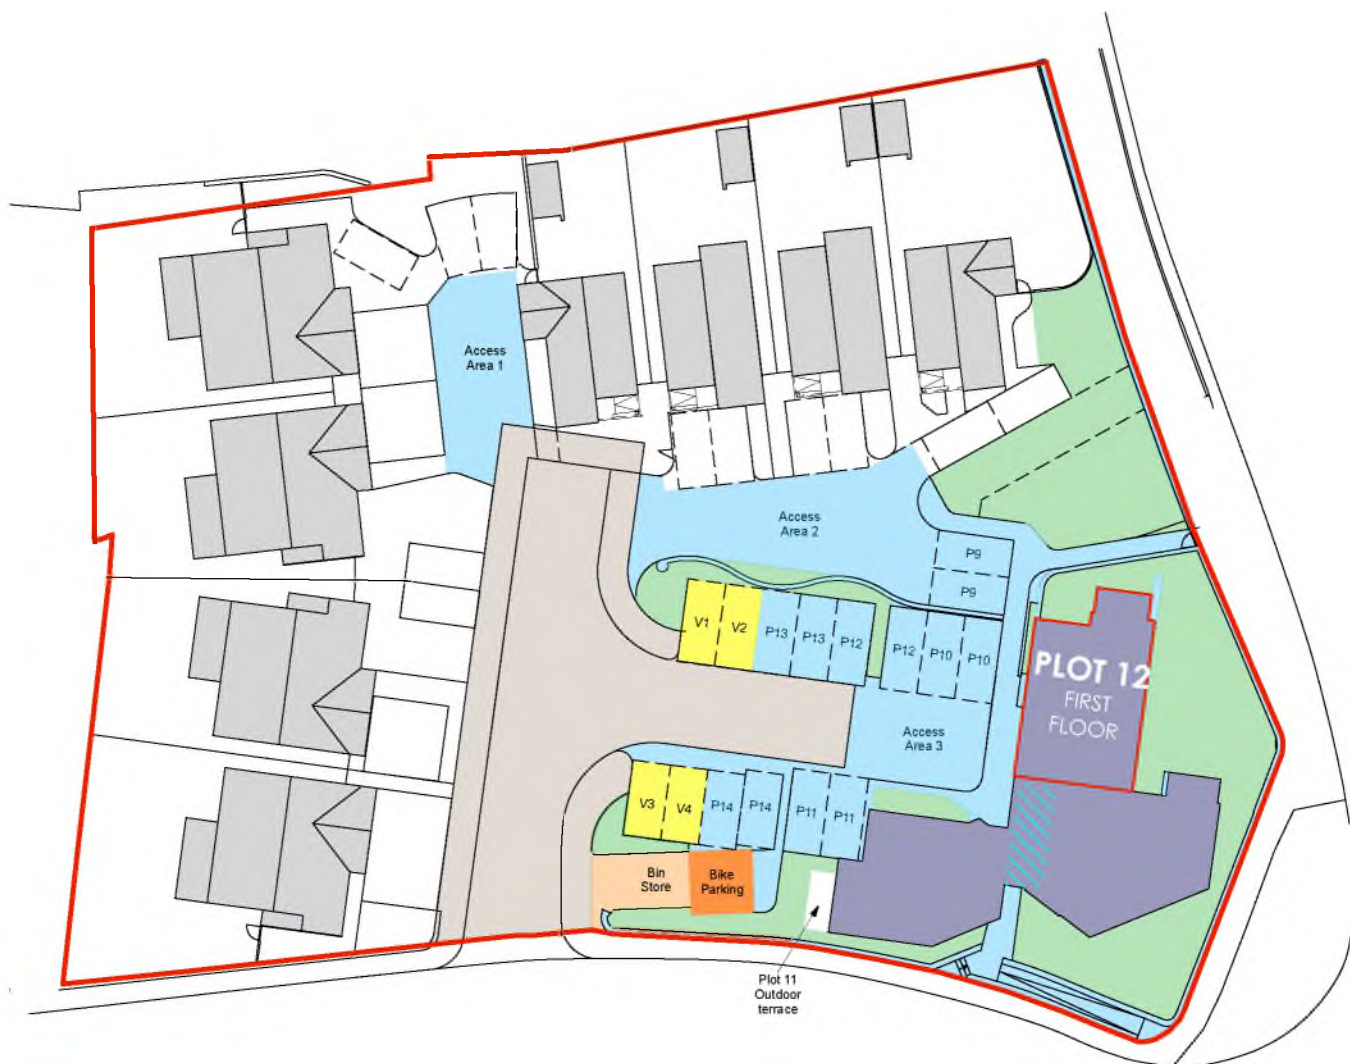 Access
Area 1
Access
Area 2
P9
P9
V1
V2
P13
P13
P12
P12
P10
P10
PLOT 12
FIRST
FLOOR
Access
Area 3
V3
V4
P14
P14
P11
P11
Bin
Store
Bike
Parking
Plot 11
Outdoor
terrace